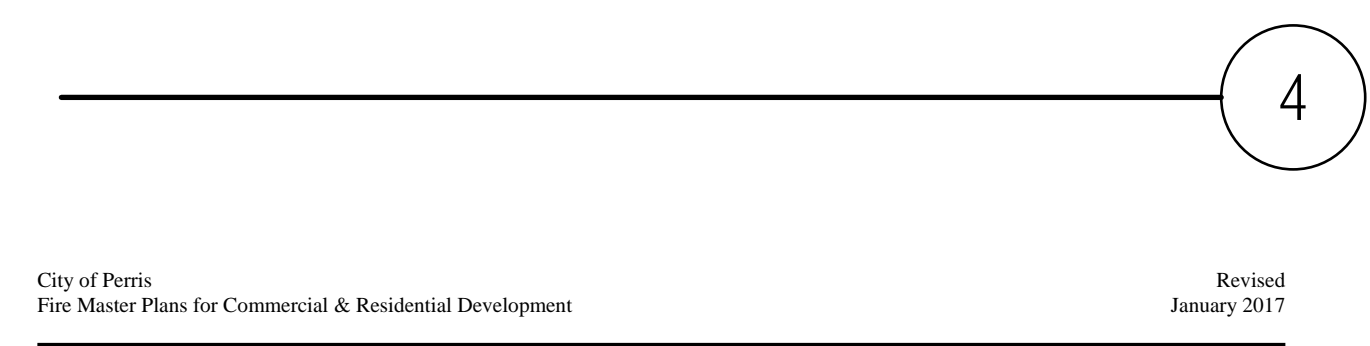 4
City of Perris Revised
Fire Master Plans for Commercial & Residential Development January 2017